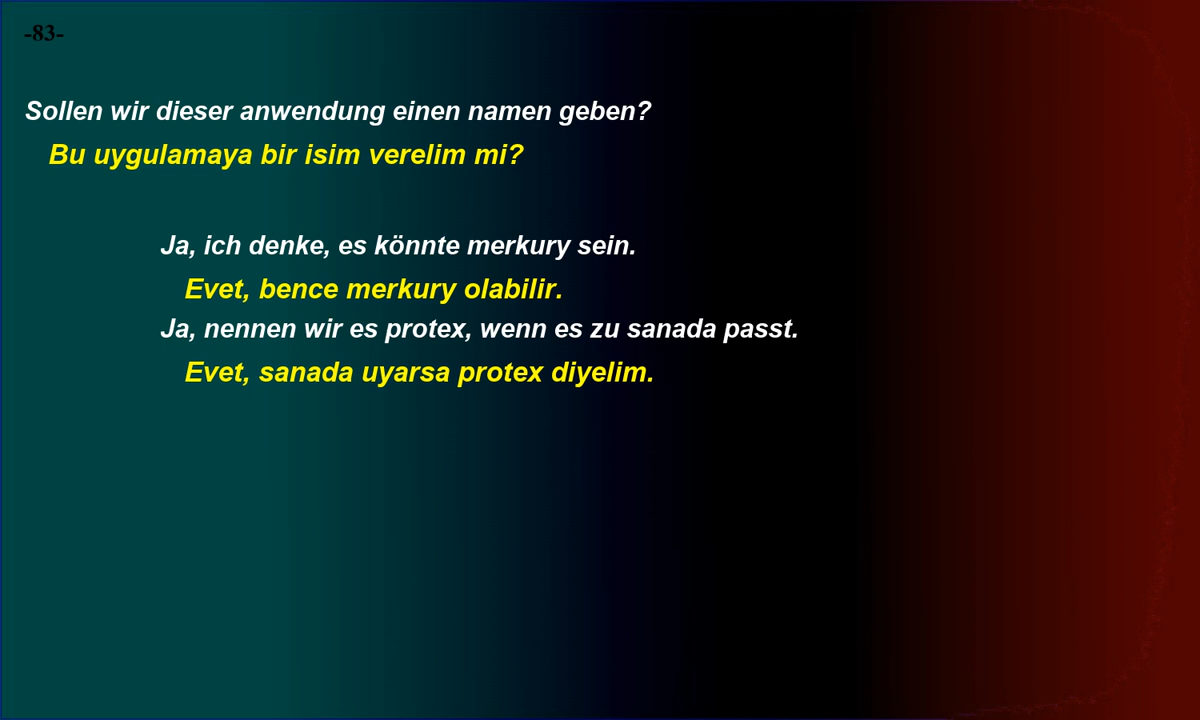 -83-
Sollen wir dieser anwendung einen namen geben?
Bu uygulamaya bir isim verelim mi?
Ja, ich denke, es könnte merkury sein.
Evet, bence merkury olabilir.
Ja, nennen wir es protex, wenn es zu sanada passt.
Evet, sanada uyarsa protex diyelim.